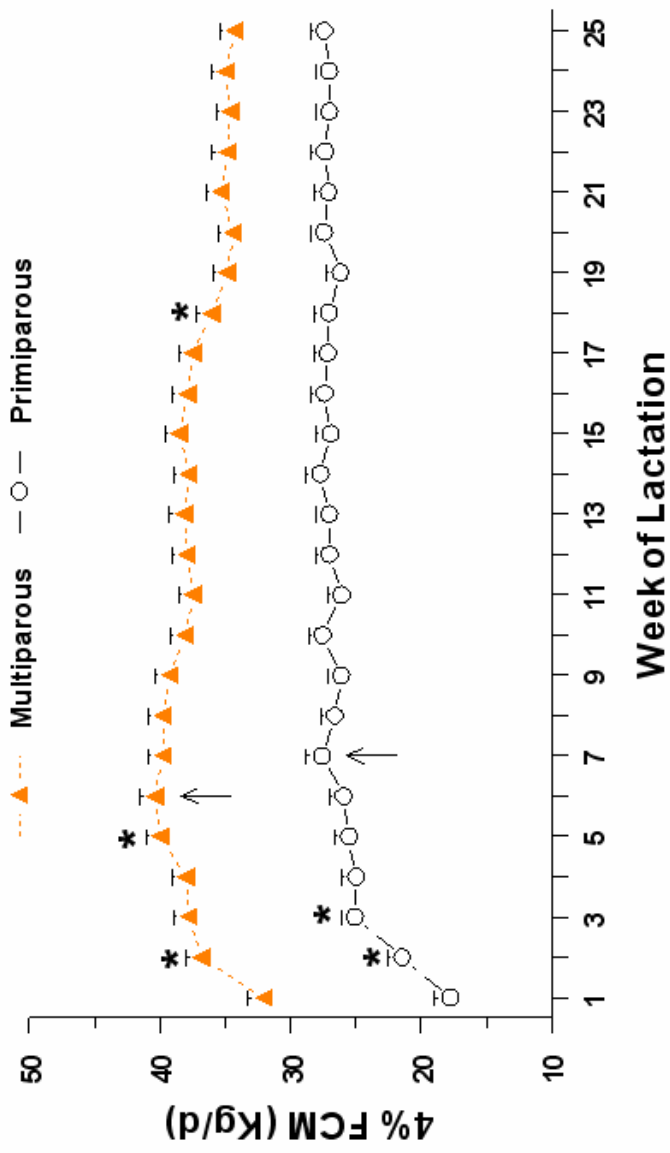 Multiparous Primiparous
50
40
30
20
10
4% FCM (Kg/d)
* * * * *
*
1 3 5 7 9 11 13 15 17 19 21 23 25
Week of Lactation